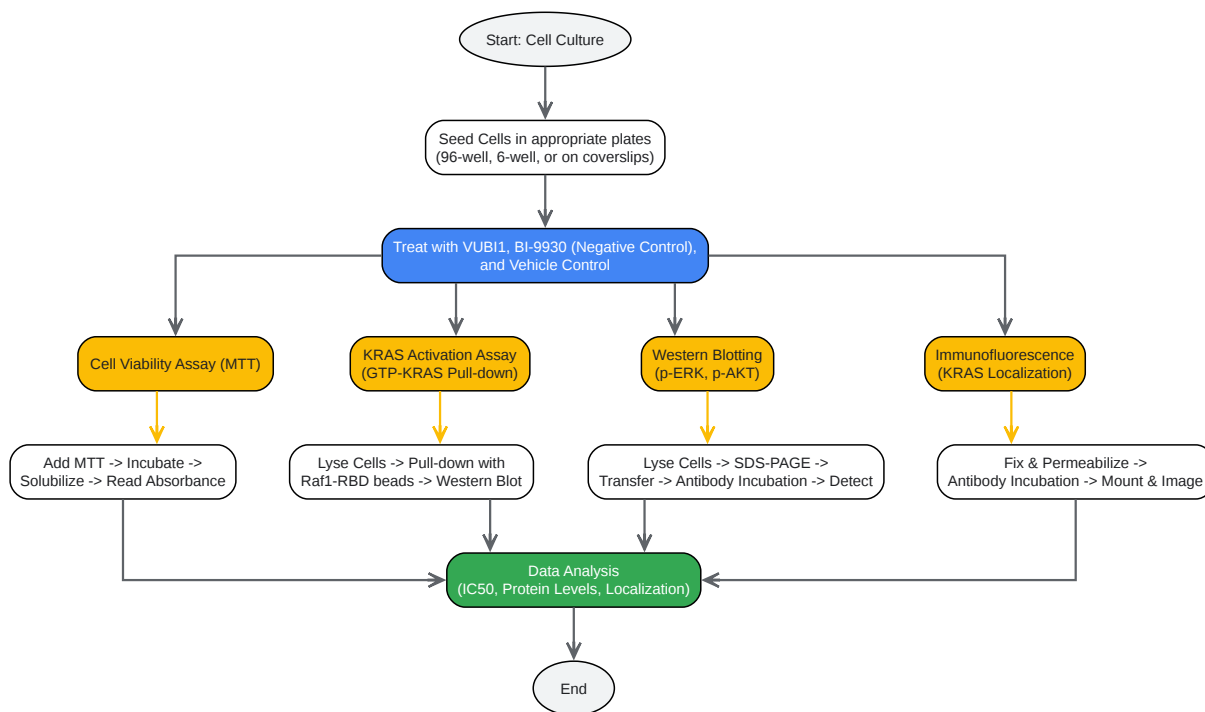 Start: Cell Culture
Seed Cells in appropriate plates
(96-well, 6-well, or on coverslips)
Treat with VUBI1, BI-9930 (Negative Control),
and Vehicle Control
Cell Viability Assay (MTT)
KRAS Activation Assay
(GTP-KRAS Pull-down)
Western Blotting
(p-ERK, p-AKT)
Immunofluorescence
(KRAS Localization)
Add MTT -> Incubate ->
Solubilize -> Read Absorbance
Lyse Cells -> Pull-down with
Raf1-RBD beads -> Western Blot
Lyse Cells -> SDS-PAGE ->
Transfer -> Antibody Incubation -> Detect
Fix & Permeabilize ->
Antibody Incubation -> Mount & Image
Data Analysis
(IC50, Protein Levels, Localization)
End